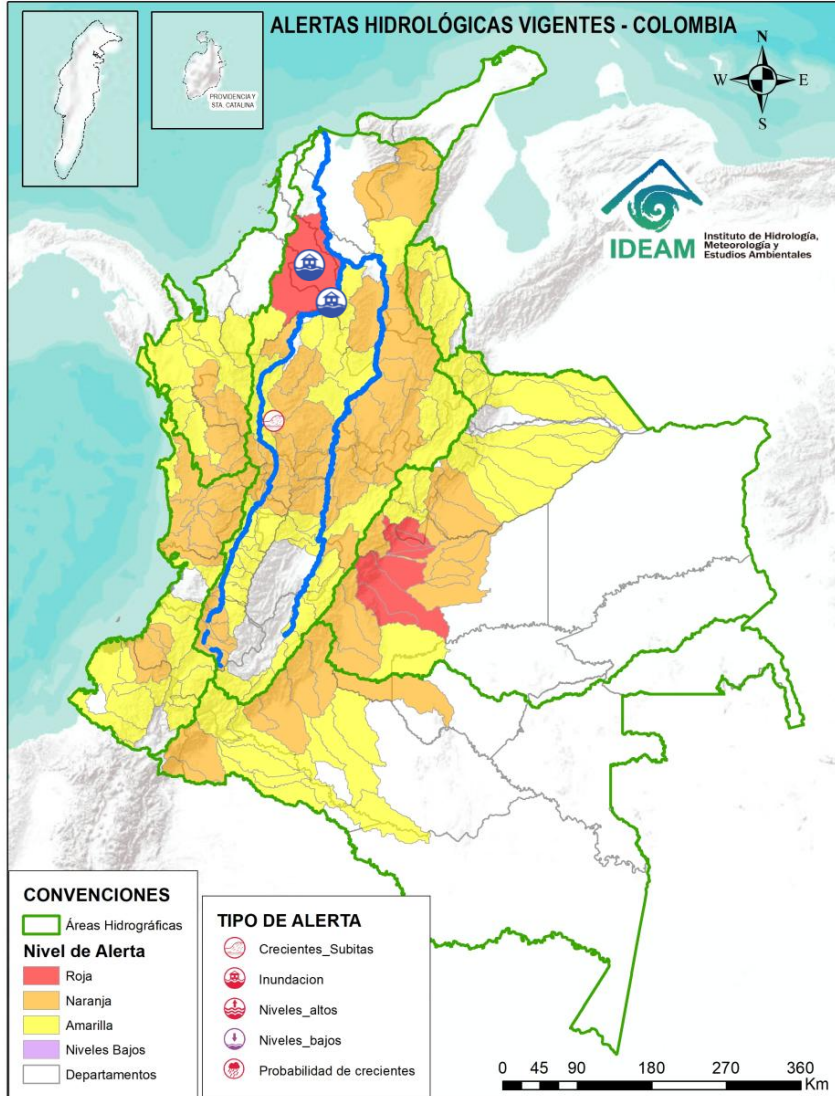 ALERTAS HIDROLÓGICAS VIGENTES - COLOMBIA
PROVIDENCIA Y
STA. CATALINA
N
W
E
S
IDEAM
Instituto de Hidrología,
Meteorología y
Estudios Ambientales
CONVENCIONES
Áreas Hidrográficas
Nivel de Alerta
Roja
Naranja
Amarilla
Niveles Bajos
Departamentos
TIPO DE ALERTA
Crecientes_Subitas
Inundacion
Niveles_altos
Niveles_bajos
Probabilidad de crecientes
0 45 90 180 270 360
Km